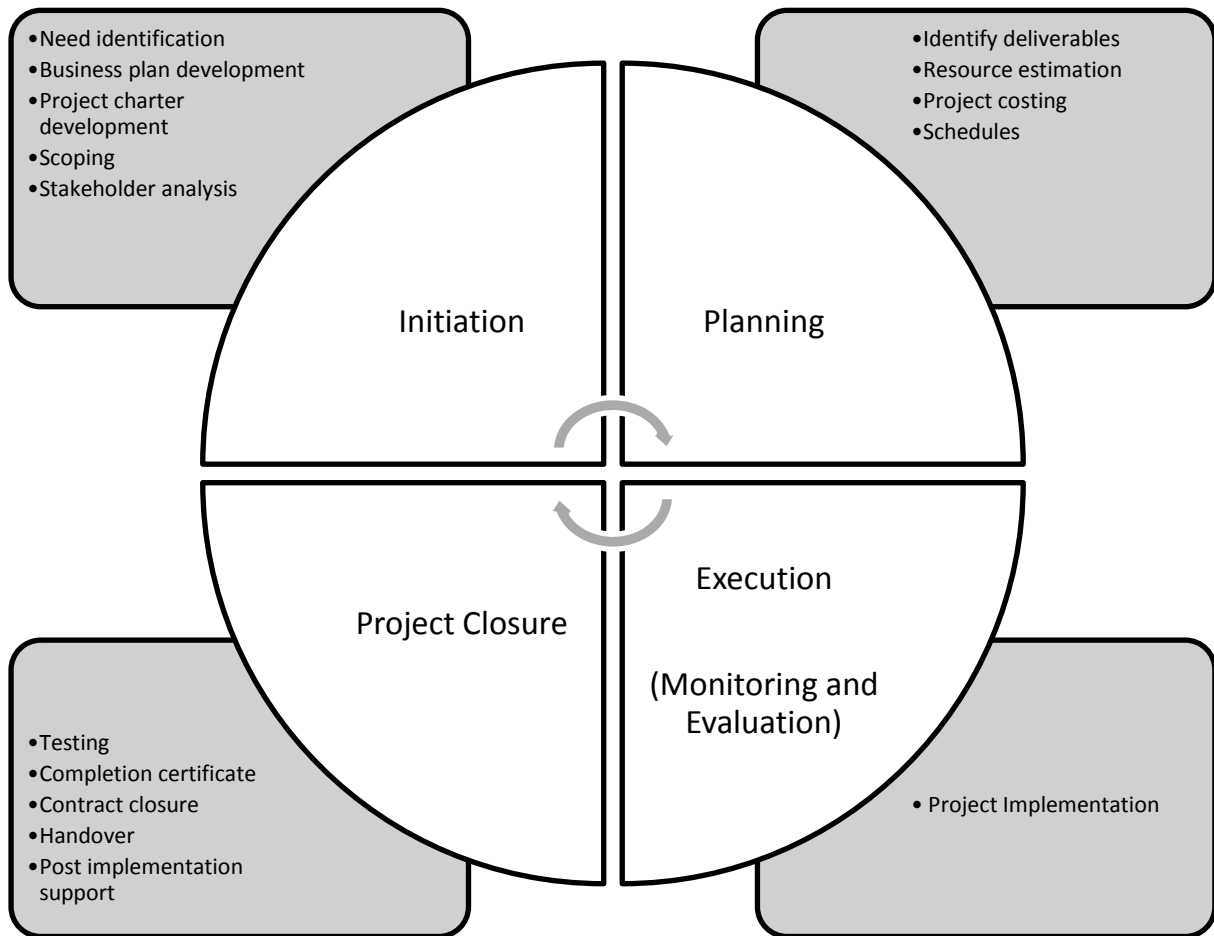 •Need identification
•Business plan development
•Project charter
development
•Scoping
•Stakeholder analysis
•Identify deliverables
•Resource estimation
•Project costing
•Schedules
Initiation
Planning
Project Closure
Execution
(Monitoring and
Evaluation)
•Testing
•Completion certificate
•Contract closure
•Handover
•Post implementation
support
• Project Implementation